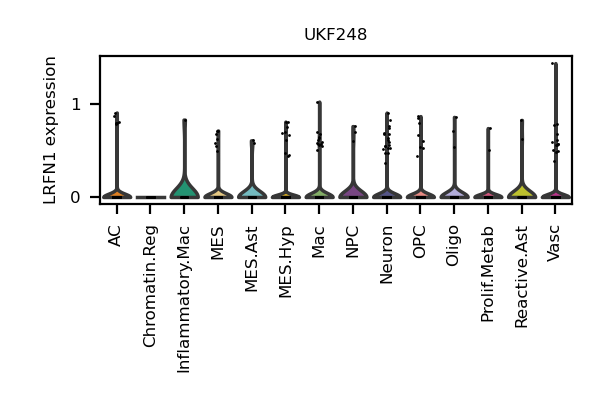 UKF248
LRFN1 expression
1
0
AC
Chromatin.Reg
Inflammatory.Mac
MES
MES.Ast
MES.Hyp
Mac
NPC
Neuron
OPC
Oligo
Prolif.Metab
Reactive.Ast
Vasc